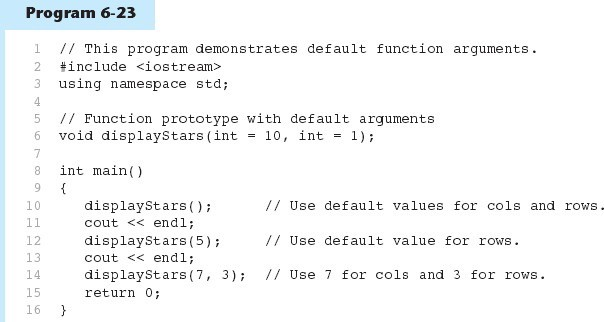 Program 6-23
1 // This program demonstrates default function arguments.
2 #include <iostream>
3 using namespace std;
4
5 // Function prototype with default arguments
6 void displayStars(int = 10, int = 1);
7
8 int main()
9 {
10 displayStars(); // Use default values for cols and rows.
11 cout << endl;
12 displayStars(5); // Use default value for rows.
13 cout << endl;
14 displayStars(7, 3); // Use 7 for cols and 3 for rows.
15 return 0;
16 }